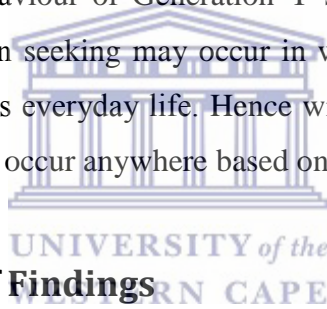 haviour of Generation Y
n seeking may occur in v
s everyday life. Hence w
occur anywhere based on
UNIVERSITY of the
Findings
WESTERN CAPE